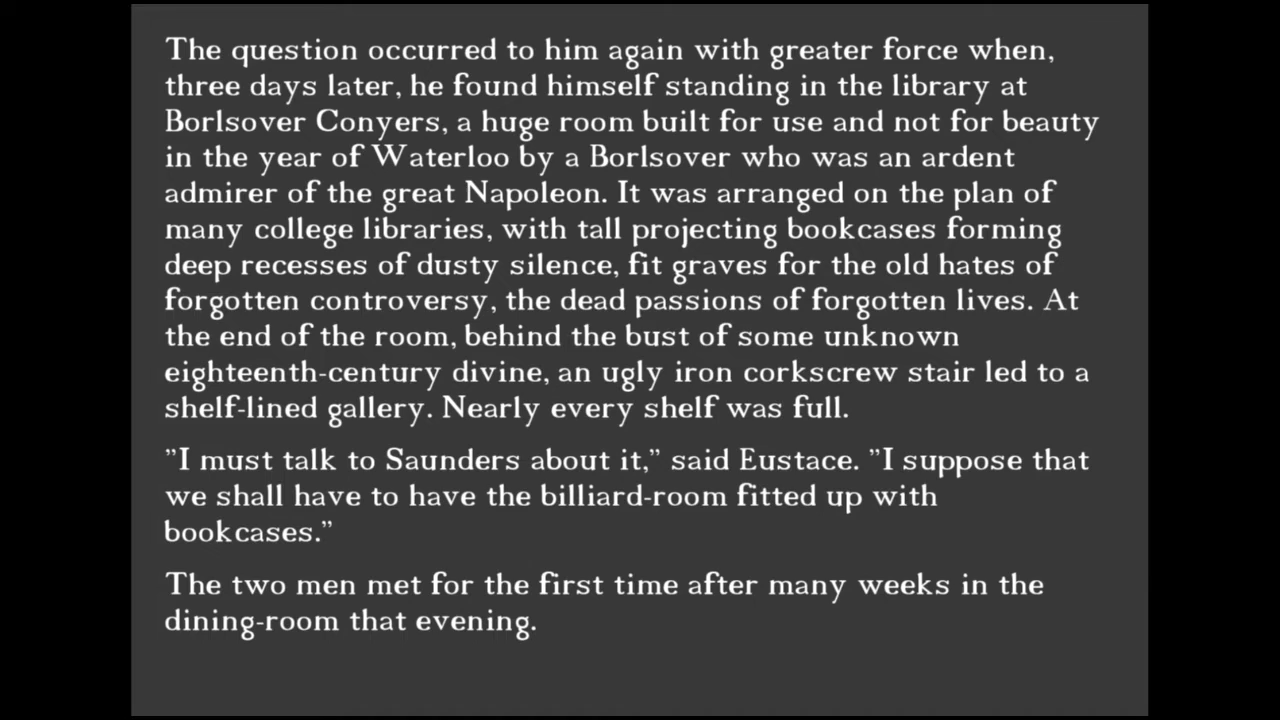 The question occurred to him again with greater force when,
three days later, he found himself standing in the library at
Borlsover Conyers, a huge room built for use and not for beauty
in the year of Waterloo by a Borlsover who was an ardent
admirer of the great Napoleon. It was arranged on the plan of
many college libraries, with tall projecting bookcases forming
deep recesses of dusty silence, fit graves for the old hates of
forgotten controversy, the dead passions of forgotten lives. At
the end of the room, behind the bust of some unknown
eighteenth-century divine, an ugly iron corkscrew stair led to a
shelf-lined gallery. Nearly every shelf was full.
”I must talk to Saunders about it,” said Eustace. ”I suppose that
we shall have to have the billiard-room fitted up with
bookcases.”
The two men met for the first time after many weeks in the
dining-room that evening.